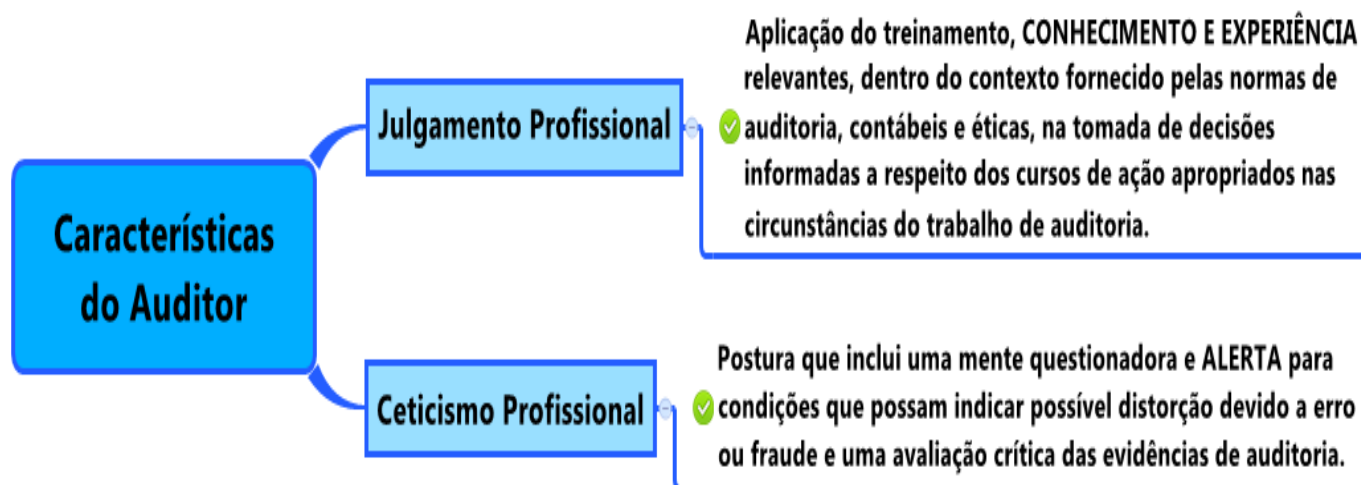 Características
do Auditor
Julgamento Profissional
Aplicação do treinamento, CONHECIMENTO E EXPERIÊNCIA
relevantes, dentro do contexto fornecido pelas normas de
auditoria, contábeis e éticas, na tomada de decisões
informadas a respeito dos cursos de ação apropriados nas
circunstâncias do trabalho de auditoria.
Ceticismo Profissional
Postura que inclui uma mente questionadora e ALERTA para
condições que possam indicar possível distorção devido a erro
ou fraude e uma avaliação crítica das evidências de auditoria.